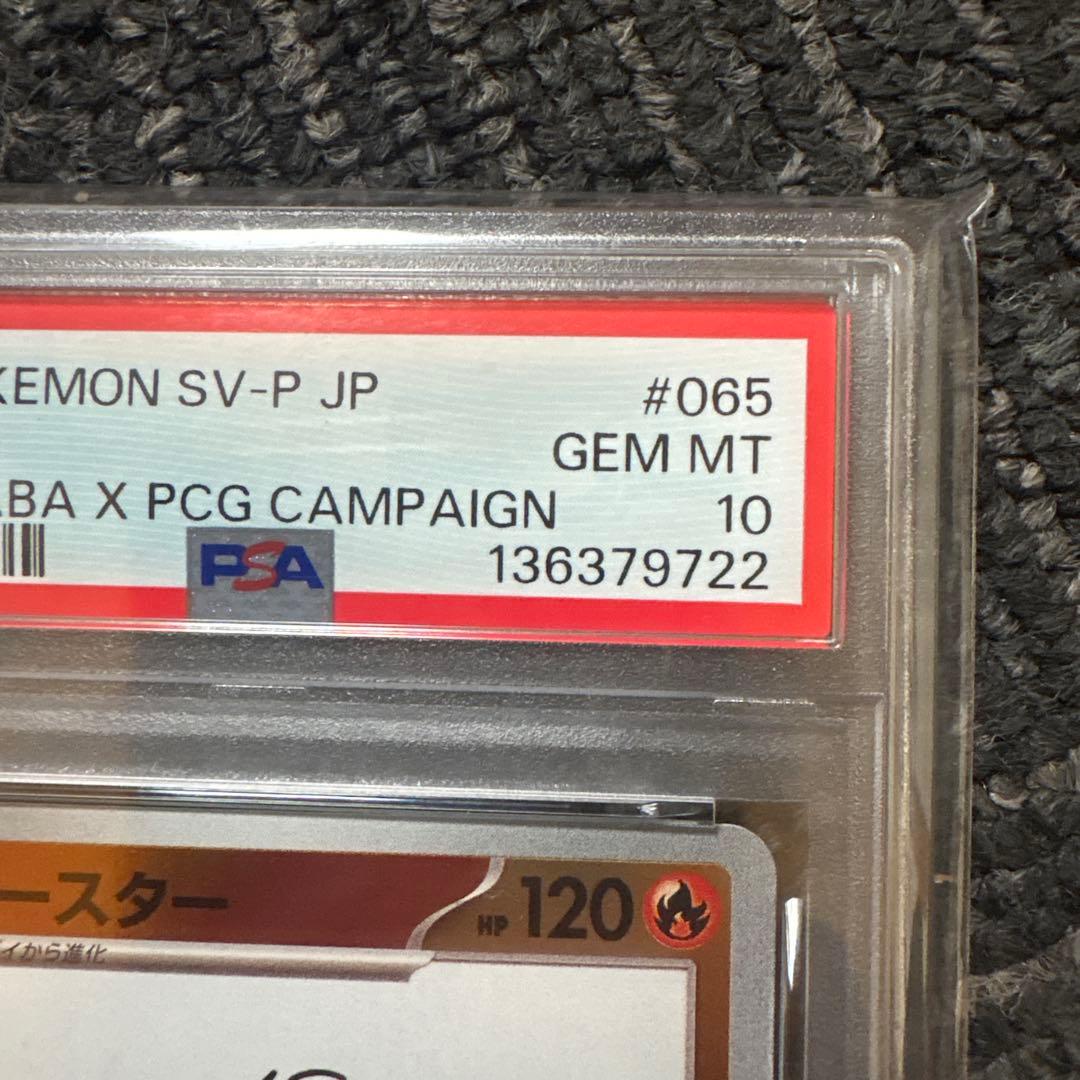 KEMON SV-P JP #065
GEM MT
BA X PCG CAMPAIGN 10
PSA 136379722
ースター HP 120
イから進化